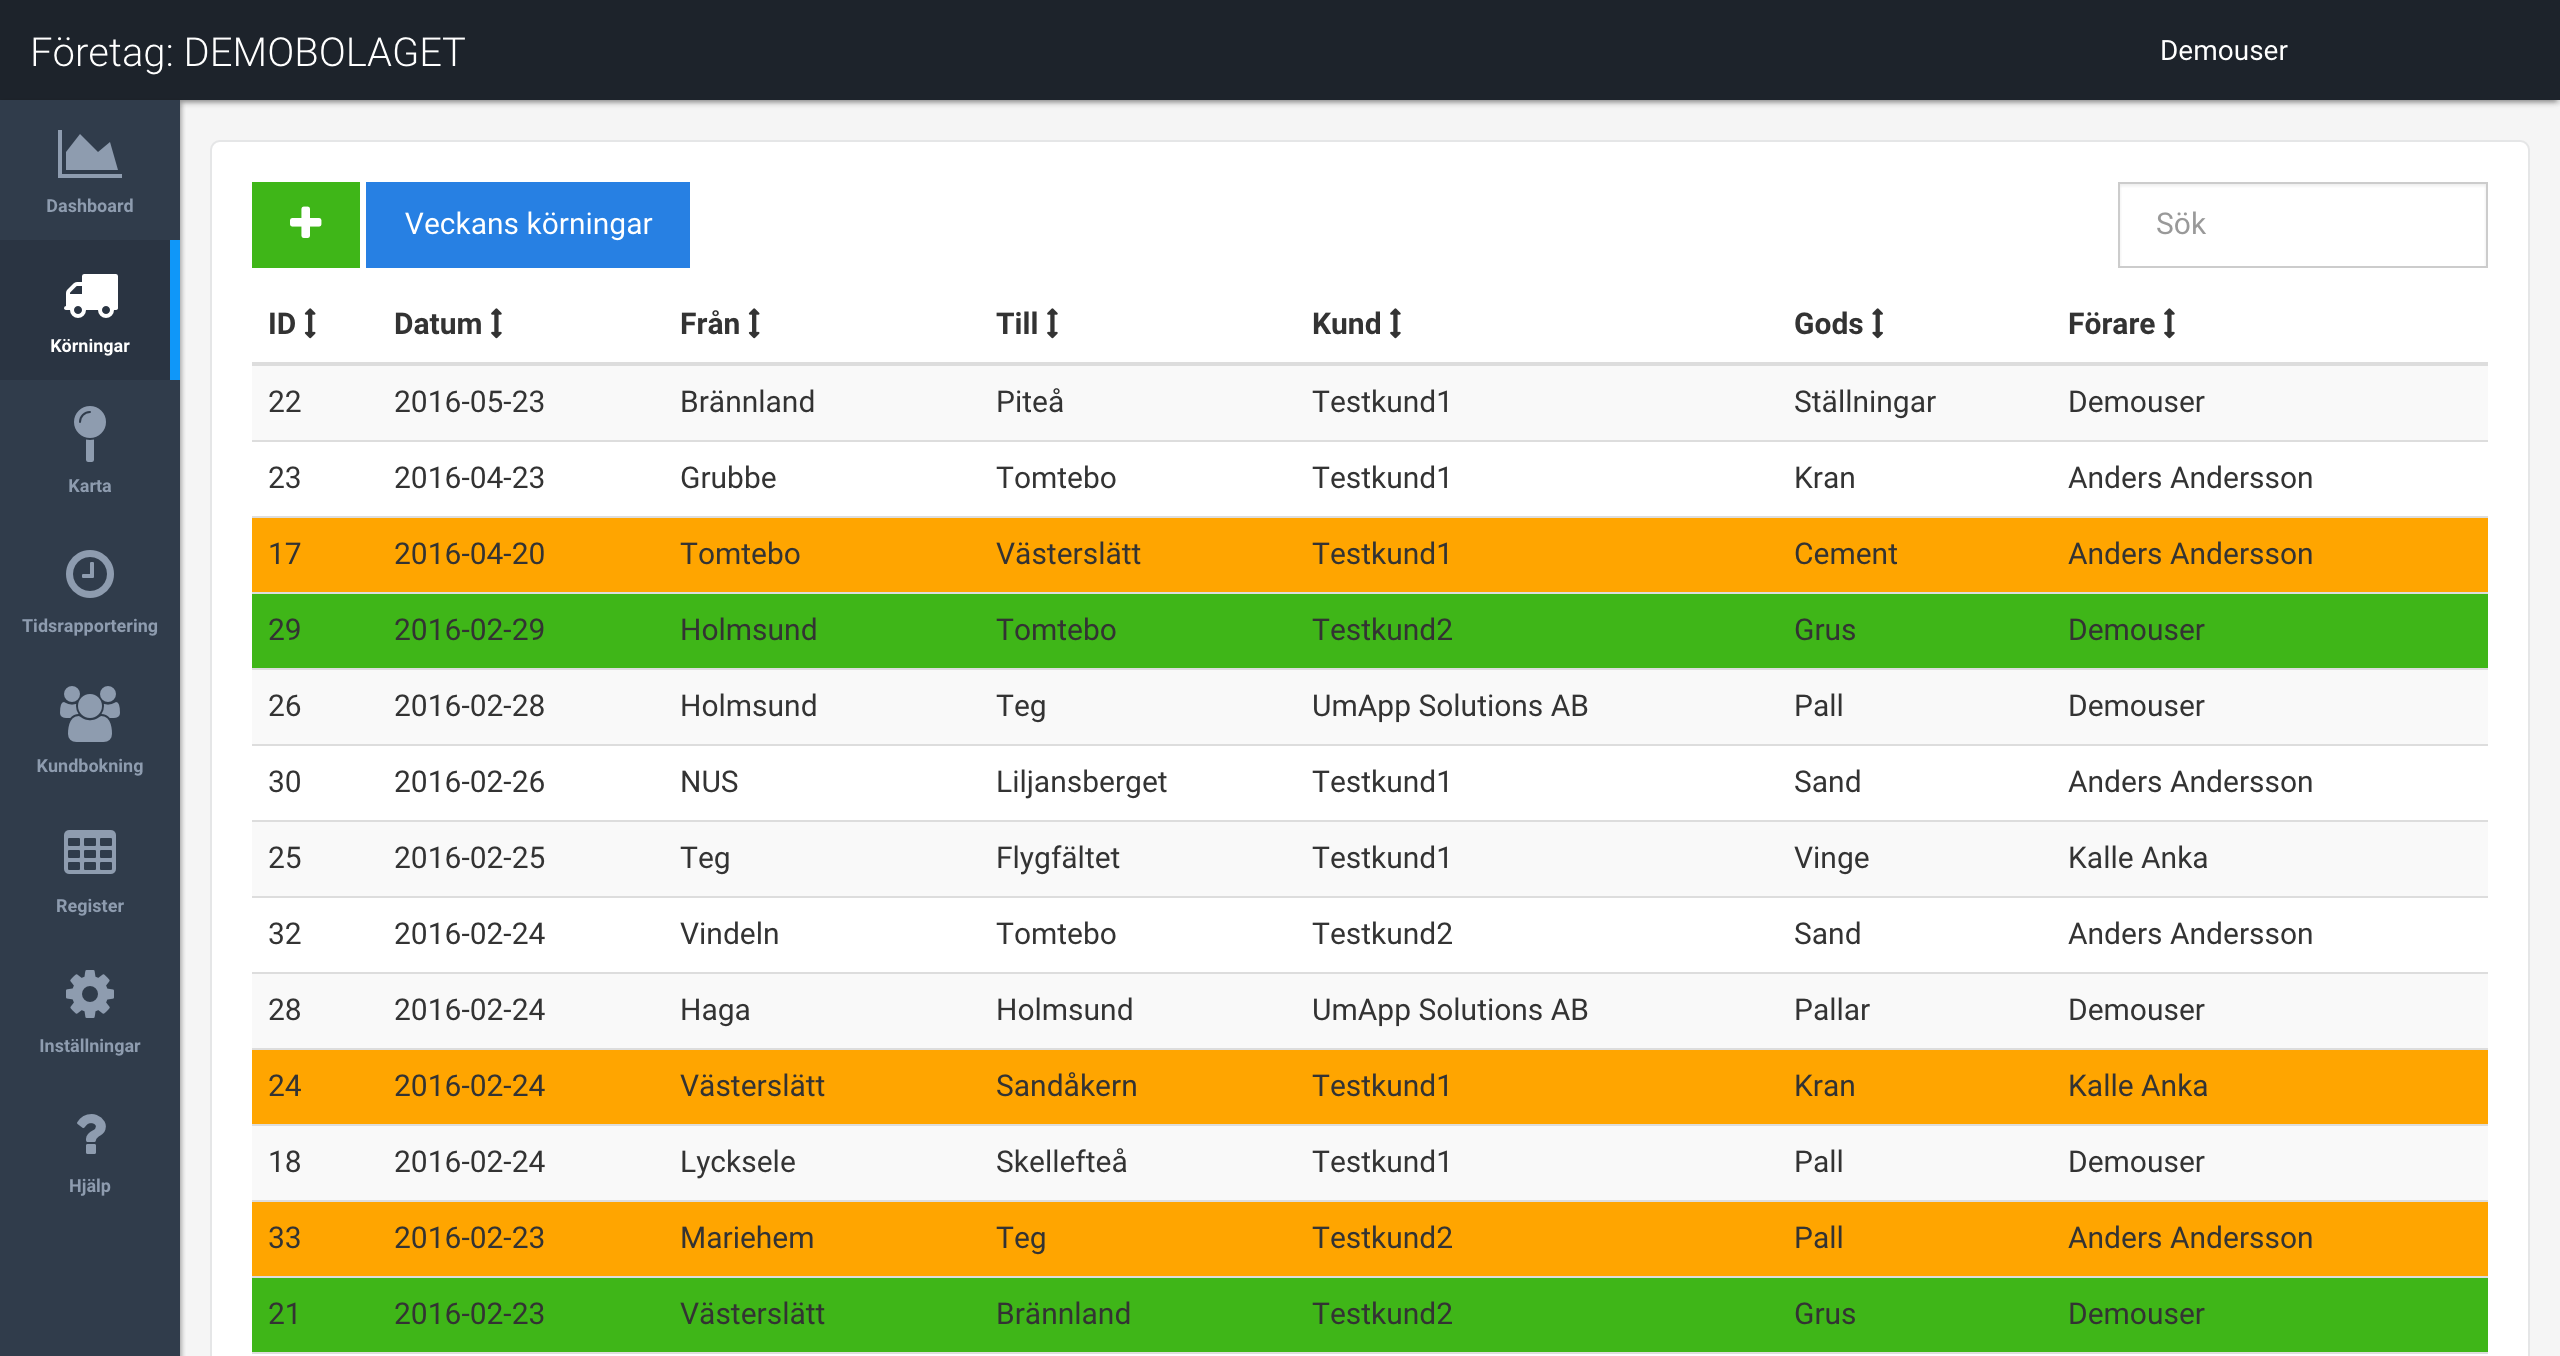 Företag: DEMOBOLAGET
Demouser
Dashboard
Körningar
Karta
Tidsrapportering
Kundbokning
Register
Inställningar
Hjälp
Veckans körningar
Sök
ID Datum Från Till Kund Gods Förare
22 2016-05-23 Brännland Piteå Testkund1 Ställningar Demouser
23 2016-04-23 Grubbe Tomtebo Testkund1 Kran Anders Andersson
17 2016-04-20 Tomtebo Västerslätt Testkund1 Cement Anders Andersson
29 2016-02-29 Holmsund Tomtebo Testkund2 Grus Demouser
26 2016-02-28 Holmsund Teg UmApp Solutions AB Pall Demouser
30 2016-02-26 NUS Liljansberget Testkund1 Sand Anders Andersson
25 2016-02-25 Teg Flygfältet Testkund1 Vinge Kalle Anka
32 2016-02-24 Vindeln Tomtebo Testkund2 Sand Anders Andersson
28 2016-02-24 Haga Holmsund UmApp Solutions AB Pallar Demouser
24 2016-02-24 Västerslätt Sandåkern Testkund1 Kran Kalle Anka
18 2016-02-24 Lycksele Skellefteå Testkund1 Pall Demouser
33 2016-02-23 Mariehem Teg Testkund2 Pall Anders Andersson
21 2016-02-23 Västerslätt Brännland Testkund2 Grus Demouser